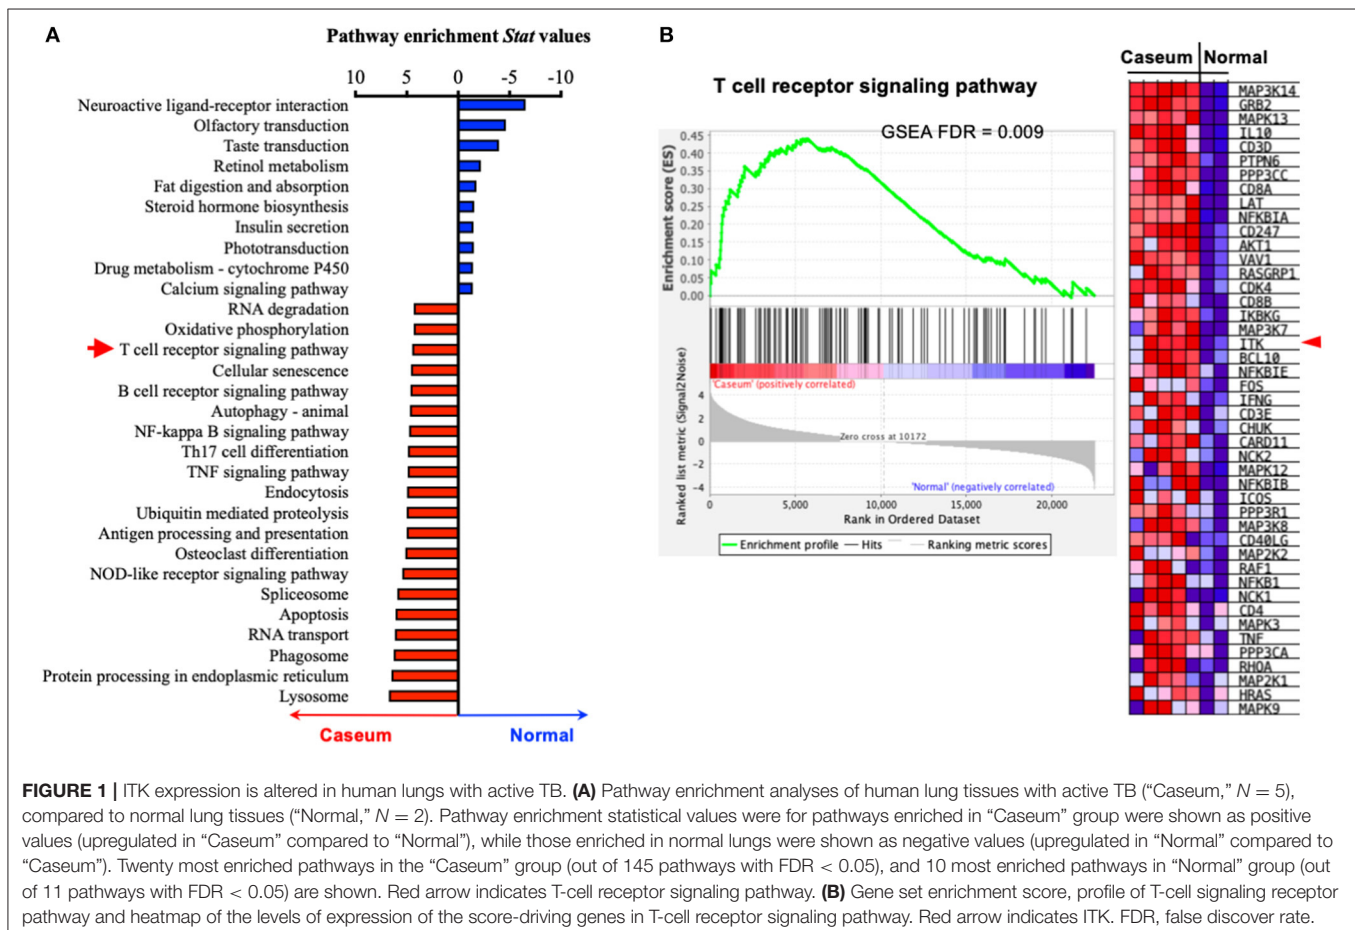 A
Pathway enrichment Stat values
10 5 0 -5 -10
Neuroactive ligand-receptor interaction
Olfactory transduction
Taste transduction
Retinol metabolism
Fat digestion and absorption
Steroid hormone biosynthesis
Insulin secretion
Phototransduction
Drug metabolism - cytochrome P450
Calcium signaling pathway
RNA degradation
Oxidative phosphorylation
T cell receptor signaling pathway
Cellular senescence
B cell receptor signaling pathway
Autophagy - animal
NF-kappa B signaling pathway
Th17 cell differentiation
TNF signaling pathway
Endocytosis
Ubiquitin mediated proteolysis
Antigen processing and presentation
Osteoclast differentiation
NOD-like receptor signaling pathway
Spliceosome
Apoptosis
RNA transport
Phagosome
Protein processing in endoplasmic reticulum
Lysosome
Caseum Normal
B
T cell receptor signaling pathway
GSEA FDR = 0.009
Enrichment score (ES)
0.45
0.40
0.35
0.30
0.25
0.20
0.15
0.10
0.05
0.00
'Caseum' (positively correlated)
Ranked list metric (Signal2Noise)
4
2
0
-2
-4
Zero cross at 10172
'Normal' (negatively correlated)
0 5,000 10,000 15,000 20,000
Rank in Ordered Dataset
Enrichment profile Hits Ranking metric scores
Caseum Normal
MAP3K14
GRB2
MAPK13
IL10
CD3D
PTPN6
PPP3CC
CD8A
LAT
NFKBIA
CD247
AKT1
VAV1
RASGRP1
CDK4
CD8B
IKBKG
MAP3K7
ITK
BCL10
NFKBIE
FOS
IFNG
CD3E
CHUK
CARD11
NCK2
MAPK12
NFKBIB
ICOS
PPP3R1
MAP3K8
CD40LG
MAP2K2
RAF1
NFKB1
NCK1
CD4
MAPK3
TNF
PPP3CA
RHOA
MAP2K1
HRAS
MAPK9
FIGURE 1 | ITK expression is altered in human lungs with active TB. (A) Pathway enrichment analyses of human lung tissues with active TB (“Caseum,” N = 5),
compared to normal lung tissues (“Normal,” N = 2). Pathway enrichment statistical values were for pathways enriched in “Caseum” group were shown as positive
values (upregulated in “Caseum” compared to “Normal”), while those enriched in normal lungs were shown as negative values (upregulated in “Normal” compared to
“Caseum”). Twenty most enriched pathways in the “Caseum” group (out of 145 pathways with FDR < 0.05), and 10 most enriched pathways in “Normal” group (out
of 11 pathways with FDR < 0.05) are shown. Red arrow indicates T-cell receptor signaling pathway. (B) Gene set enrichment score, profile of T-cell signaling receptor
pathway and heatmap of the levels of expression of the score-driving genes in T-cell receptor signaling pathway. Red arrow indicates ITK. FDR, false discover rate.